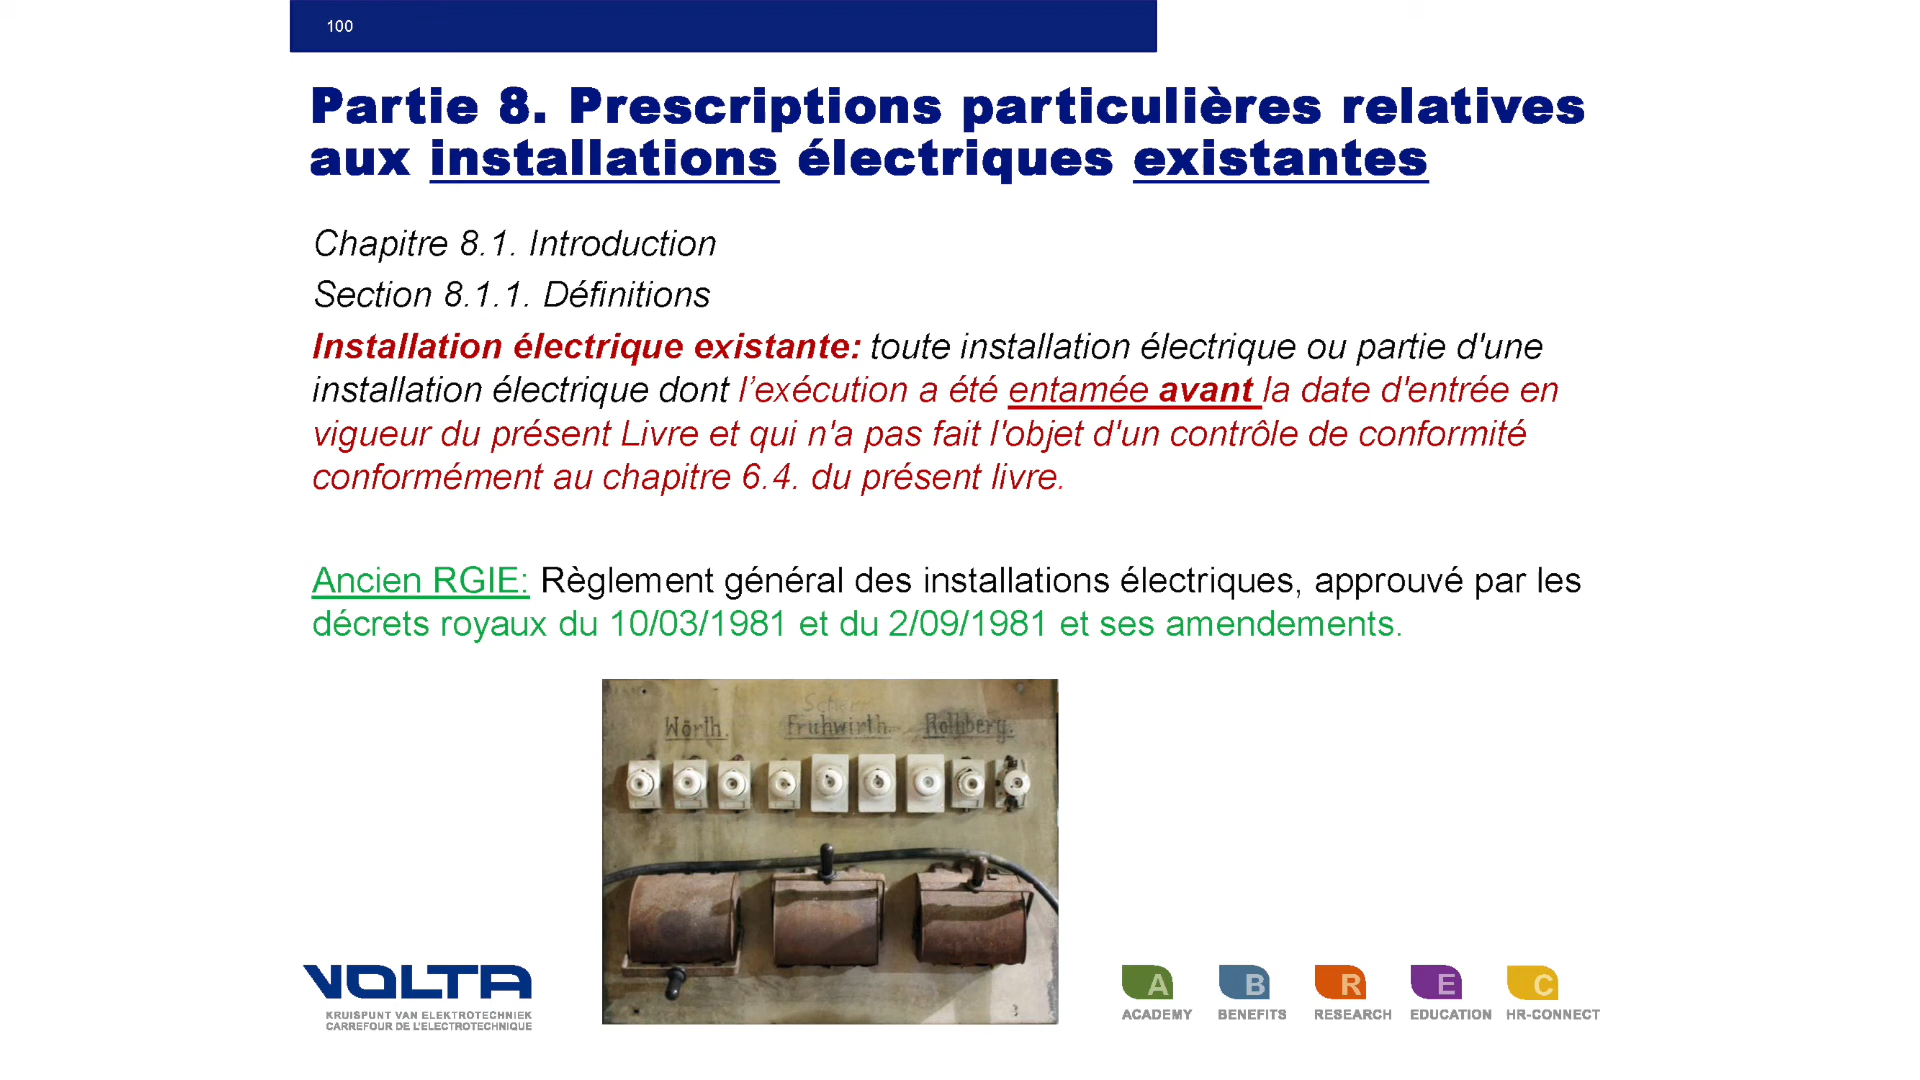 100
Partie 8. Prescriptions particulières relatives
aux installations électriques existantes
Chapitre 8.1. Introduction
Section 8.1.1. Définitions
Installation électrique existante: toute installation électrique ou partie d'une
installation électrique dont l’exécution a été entamée avant la date d'entrée en
vigueur du présent Livre et qui n'a pas fait l'objet d'un contrôle de conformité
conformément au chapitre 6.4. du présent livre.
Ancien RGIE: Règlement général des installations électriques, approuvé par les
décrets royaux du 10/03/1981 et du 2/09/1981 et ses amendements.
Wörth. Frühwirth. Rothberg.
3
VOLTA
KRUISPUNT VAN ELEKTROTECHNIEK
CARREFOUR DE L'ELECTROTECHNIQUE
A B R E C
ACADEMY BENEFITS RESEARCH EDUCATION HR-CONNECT